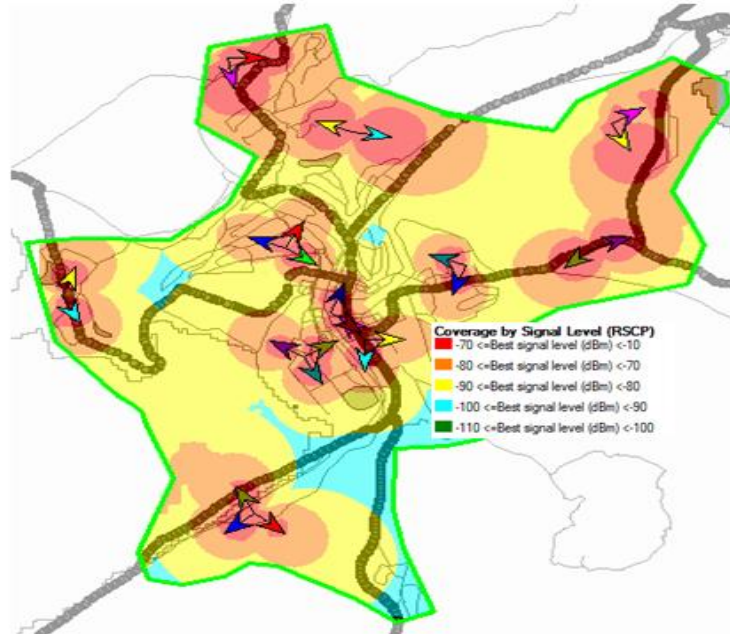 Coverage by Signal Level (RSCP)
-70 <=Best signal level (dBm) <-10
-80 <=Best signal level (dBm) <-70
-90 <=Best signal level (dBm) <-80
-100 <=Best signal level (dBm) <-90
-110 <=Best signal level (dBm) <-100